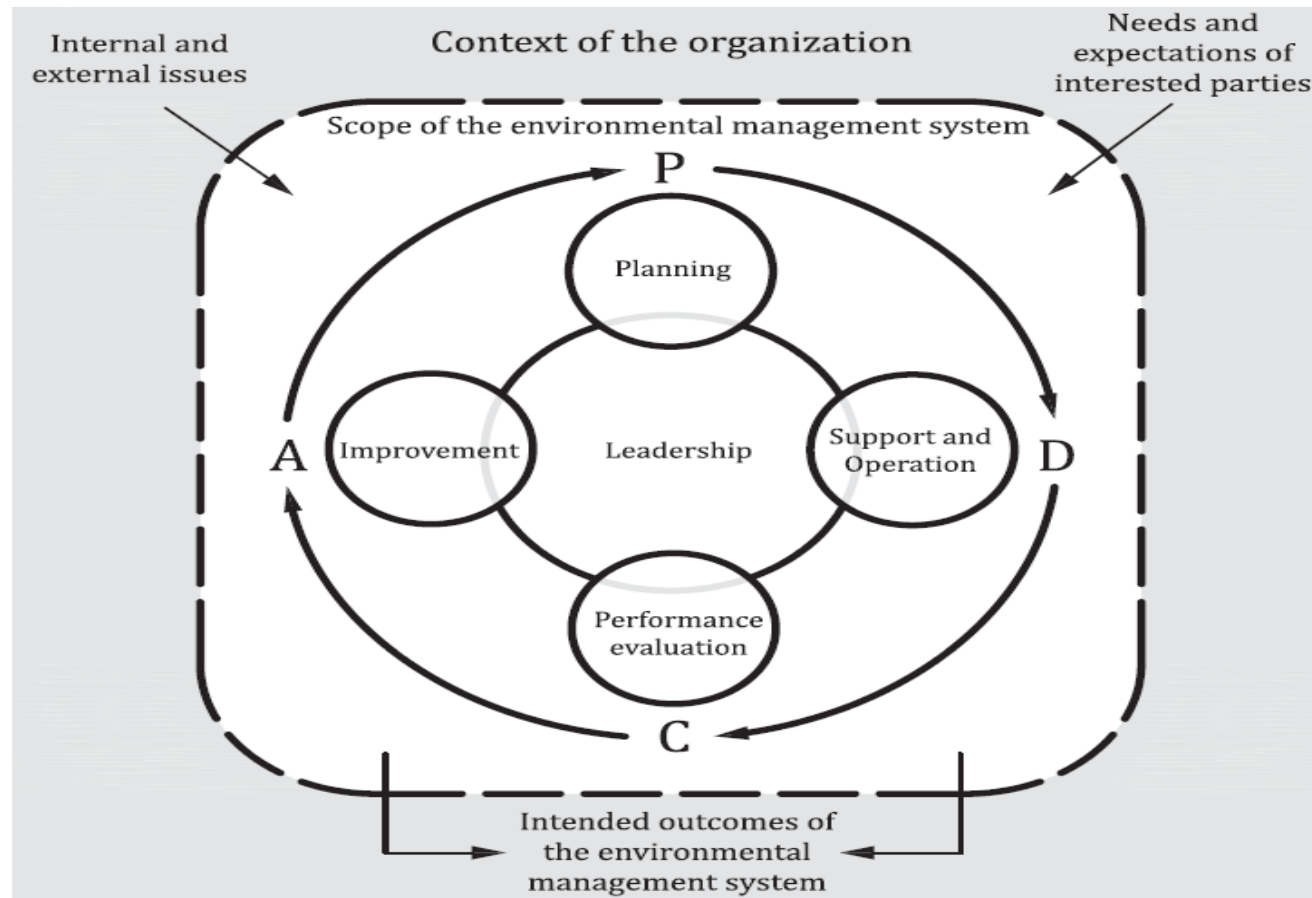 Internal and
external issues
Context of the organization
Needs and
expectations of
interested parties
Scope of the environmental management system
P
Planning
A
Improvement
Leadership
Support and
Operation
D
Performance
evaluation
C
Intended outcomes of
the environmental
management system